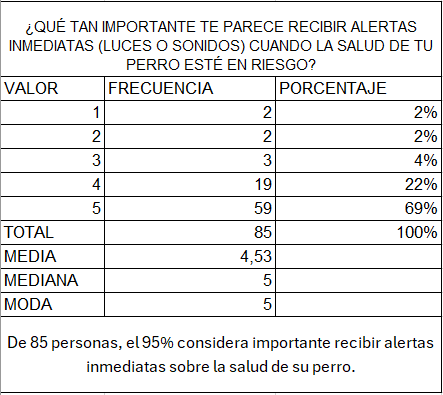 ¿QUÉ TAN IMPORTANTE TE PARECE RECIBIR ALERTAS
INMEDIATAS (LUCES O SONIDOS) CUANDO LA SALUD DE TU
PERRO ESTÉ EN RIESGO?
VALOR FRECUENCIA PORCENTAJE
1 2 2%
2 2 2%
3 3 4%
4 19 22%
5 59 69%
TOTAL 85 100%
MEDIA 4,53
MEDIANA 5
MODA 5
De 85 personas, el 95% considera importante recibir alertas
inmediatas sobre la salud de su perro.